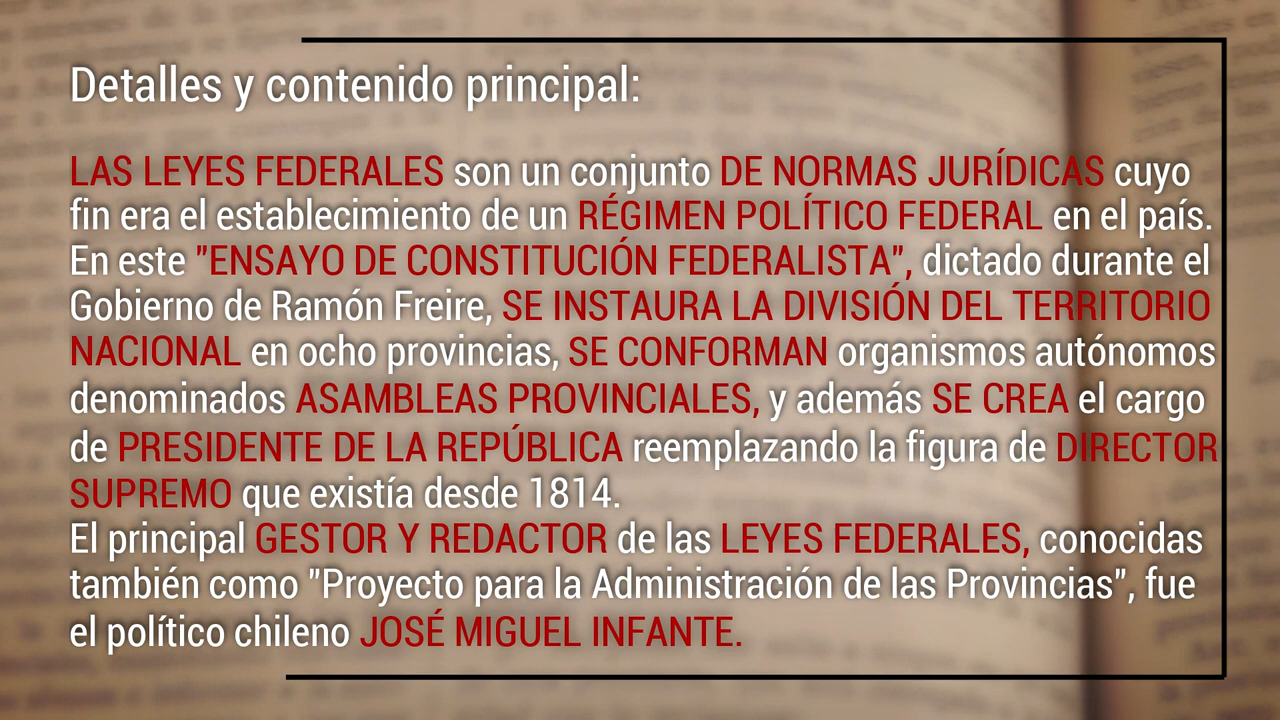 Detalles y contenido principal:
LAS LEYES FEDERALES son un conjunto DE NORMAS JURÍDICAS cuyo
fin era el establecimiento de un RÉGIMEN POLÍTICO FEDERAL en el país.
En este "ENSAYO DE CONSTITUCIÓN FEDERALISTA", dictado durante el
Gobierno de Ramón Freire, SE INSTAURA LA DIVISIÓN DEL TERRITORIO
NACIONAL en ocho provincias, SE CONFORMAN organismos autónomos
denominados ASAMBLEAS PROVINCIALES, y además SE CREA el cargo
de PRESIDENTE DE LA REPÚBLICA reemplazando la figura de DIRECTOR
SUPREMO que existía desde 1814.
El principal GESTOR Y REDACTOR de las LEYES FEDERALES, conocidas
también como "Proyecto para la Administración de las Provincias", fue
el político chileno JOSÉ MIGUEL INFANTE.